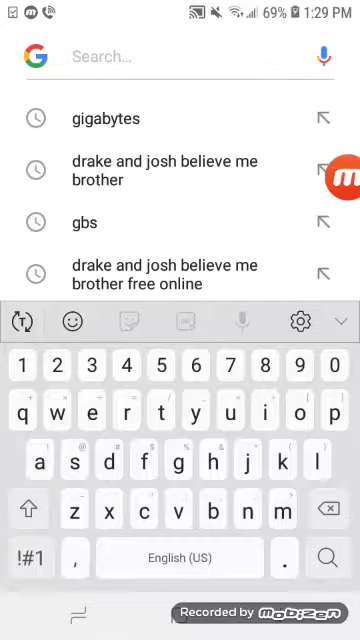 69% 1:29 PM
G Search...
gigabytes
drake and josh believe me
brother
m
gbs
drake and josh believe me
brother free online
T
1 2 3 4 5 6 7 8 9 0
q w e r t y u i o p
a s d f g h j k l
z x c v b n m
!#1 , English (US) .
Recorded by mobizen